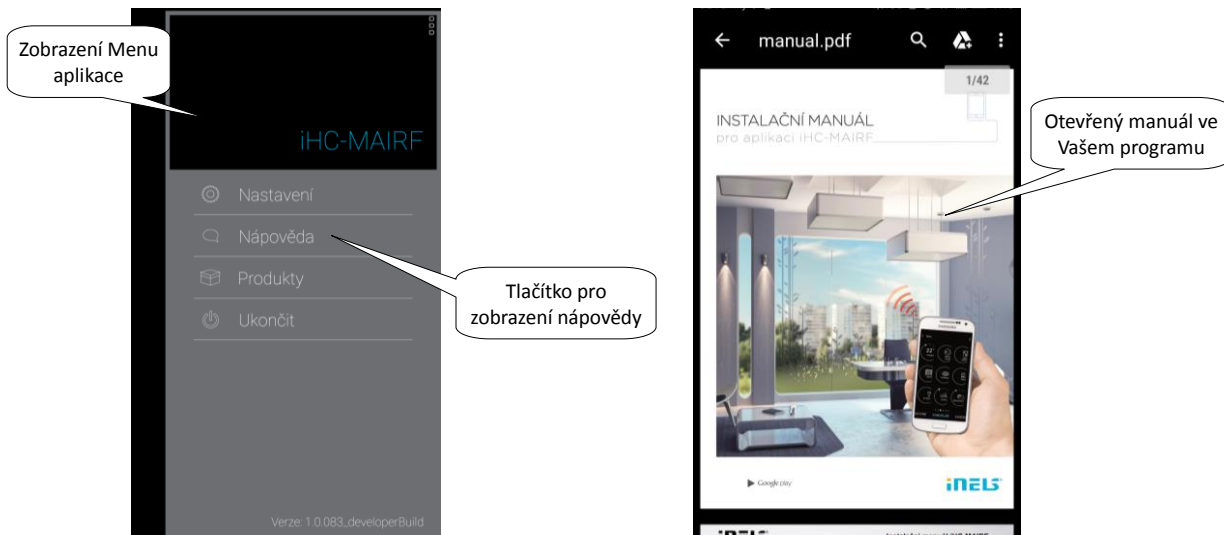 Zobrazení Menu
aplikace
iHC-MAIRF
Nastavení
Nápověda
Produkty
Ukončit
Verze: 1.0.083_developerBuild
Tlačítko pro
zobrazení nápovědy
manual.pdf
1/42
INSTALAČNÍ MANUÁL
pro aplikaci iHC-MAIRF
Google play
iNELS
Otevřený manuál ve
Vašem programu